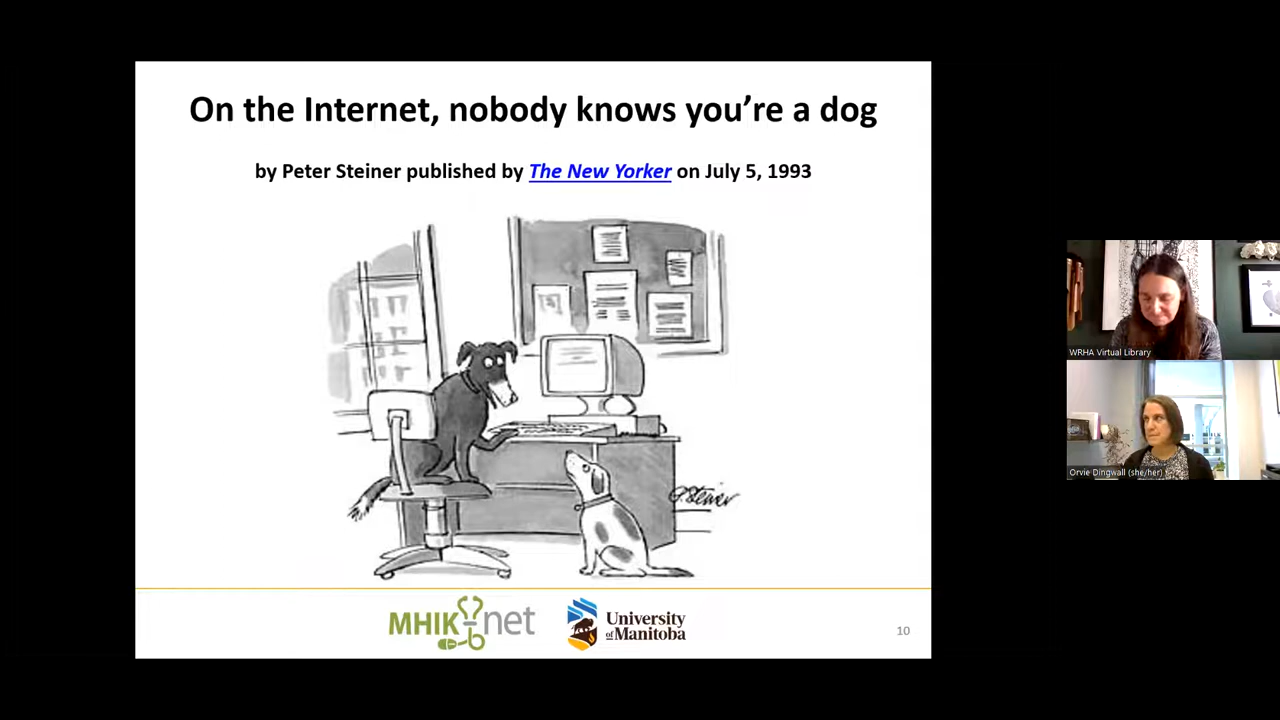 On the Internet, nobody knows you're a dog
by Peter Steiner published by The New Yorker on July 5, 1993
P. Steiner
MHIK-net
University
of Manitoba
10
WRHA Virtual Library
Orvie Dingwall (she/her)